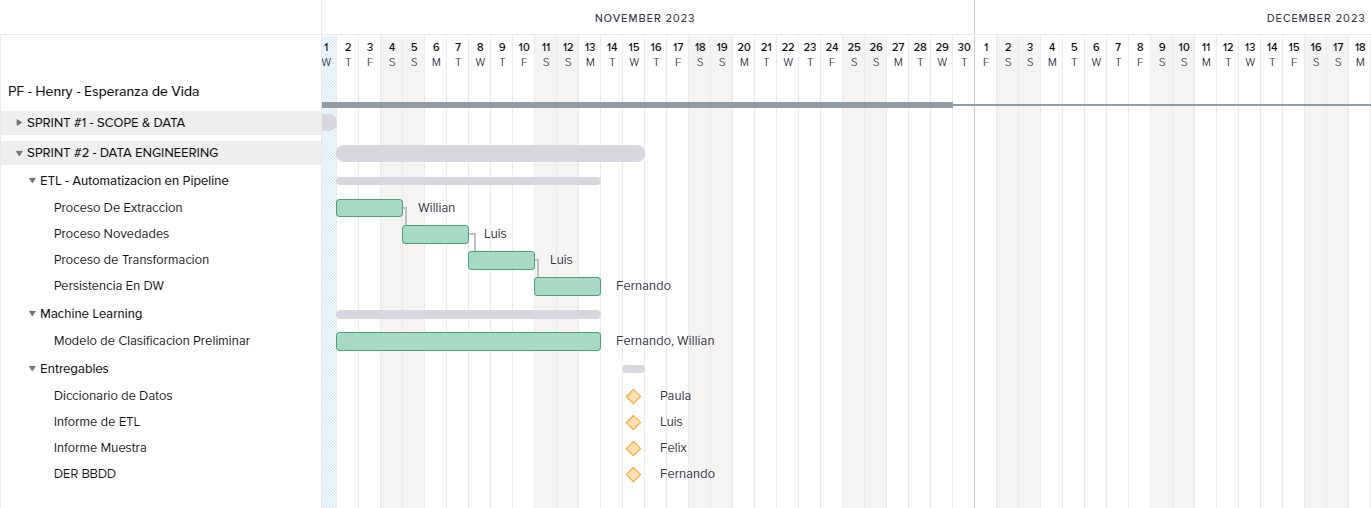 NOVEMBER 2023 DECEMBER 2023
1 2 3 4 5 6 7 8 9 10 11 12 13 14 15 16 17 18 19 20 21 22 23 24 25 26 27 28 29 30 1 2 3 4 5 6 7 8 9 10 11 12 13 14 15 16 17 18
W T F S S M T W T F S S M T W T F S S M T W T F S S M T W T F S S M T W T F S S M T W T F S S M
PF - Henry - Esperanza de Vida
SPRINT #1 - SCOPE & DATA
SPRINT #2 - DATA ENGINEERING
ETL - Automatizacion en Pipeline
Proceso De Extraccion Willian
Proceso Novedades Luis
Proceso de Transformacion Luis
Persistencia En DW Fernando
Machine Learning
Modelo de Clasificacion Preliminar Fernando, Willian
Entregables
Diccionario de Datos Paula
Informe de ETL Luis
Informe Muestra Felix
DER BBDD Fernando